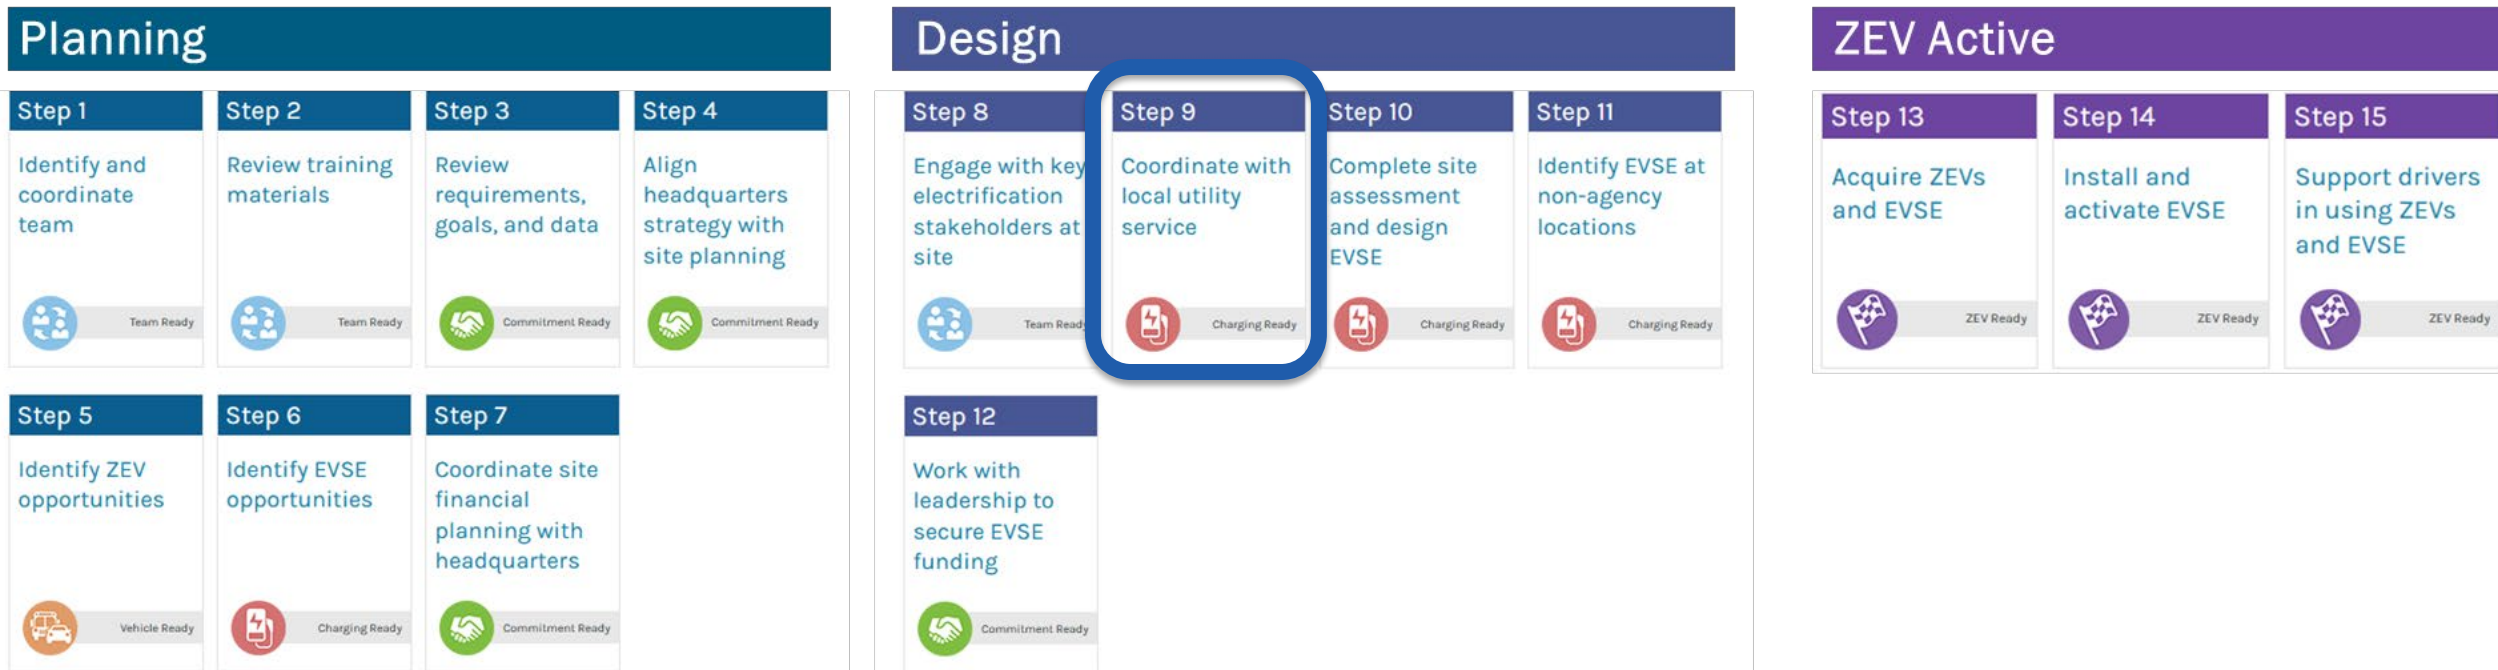 Planning
Step 1
Identify and
coordinate
team
Team Ready
Step 2
Review training
materials
Team Ready
Step 3
Review
requirements,
goals, and data
Commitment Ready
Step 4
Align
headquarters
strategy with
site planning
Commitment Ready
Step 5
Identify ZEV
opportunities
Vehicle Ready
Step 6
Identify EVSE
opportunities
Charging Ready
Step 7
Coordinate site
financial
planning with
headquarters
Commitment Ready
Design
Step 8
Engage with key
electrification
stakeholders at
site
Team Ready
Step 9
Coordinate with
local utility
service
Charging Ready
Step 10
Complete site
assessment
and design
EVSE
Charging Ready
Step 11
Identify EVSE at
non-agency
locations
Charging Ready
Step 12
Work with
leadership to
secure EVSE
funding
Commitment Ready
ZEV Active
Step 13
Acquire ZEVs
and EVSE
ZEV Ready
Step 14
Install and
activate EVSE
ZEV Ready
Step 15
Support drivers
in using ZEVs
and EVSE
ZEV Ready